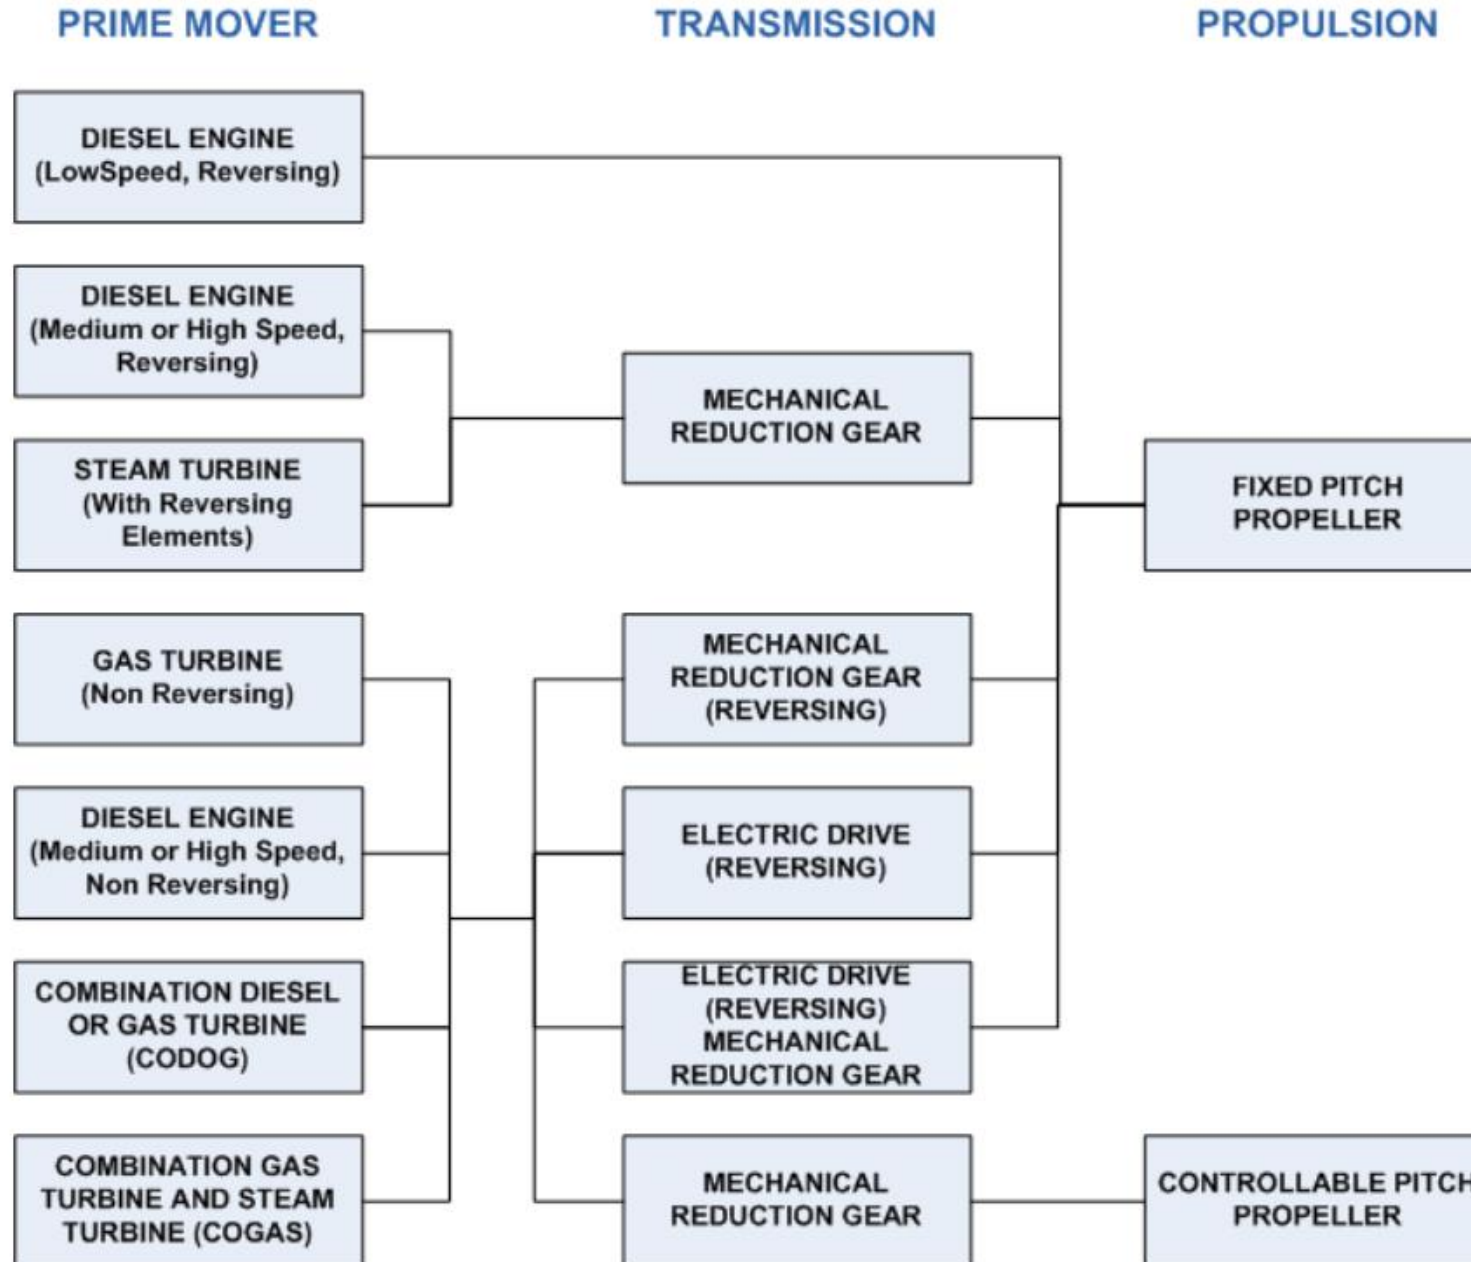 PRIME MOVER
TRANSMISSION
PROPULSION
DIESEL ENGINE
(LowSpeed, Reversing)
DIESEL ENGINE
(Medium or High Speed,
Reversing)
STEAM TURBINE
(With Reversing
Elements)
GAS TURBINE
(Non Reversing)
DIESEL ENGINE
(Medium or High Speed,
Non Reversing)
COMBINATION DIESEL
OR GAS TURBINE
(CODOG)
COMBINATION GAS
TURBINE AND STEAM
TURBINE (COGAS)
MECHANICAL
REDUCTION GEAR
MECHANICAL
REDUCTION GEAR
(REVERSING)
ELECTRIC DRIVE
(REVERSING)
ELECTRIC DRIVE
(REVERSING)
MECHANICAL
REDUCTION GEAR
MECHANICAL
REDUCTION GEAR
FIXED PITCH
PROPELLER
CONTROLLABLE PITCH
PROPELLER